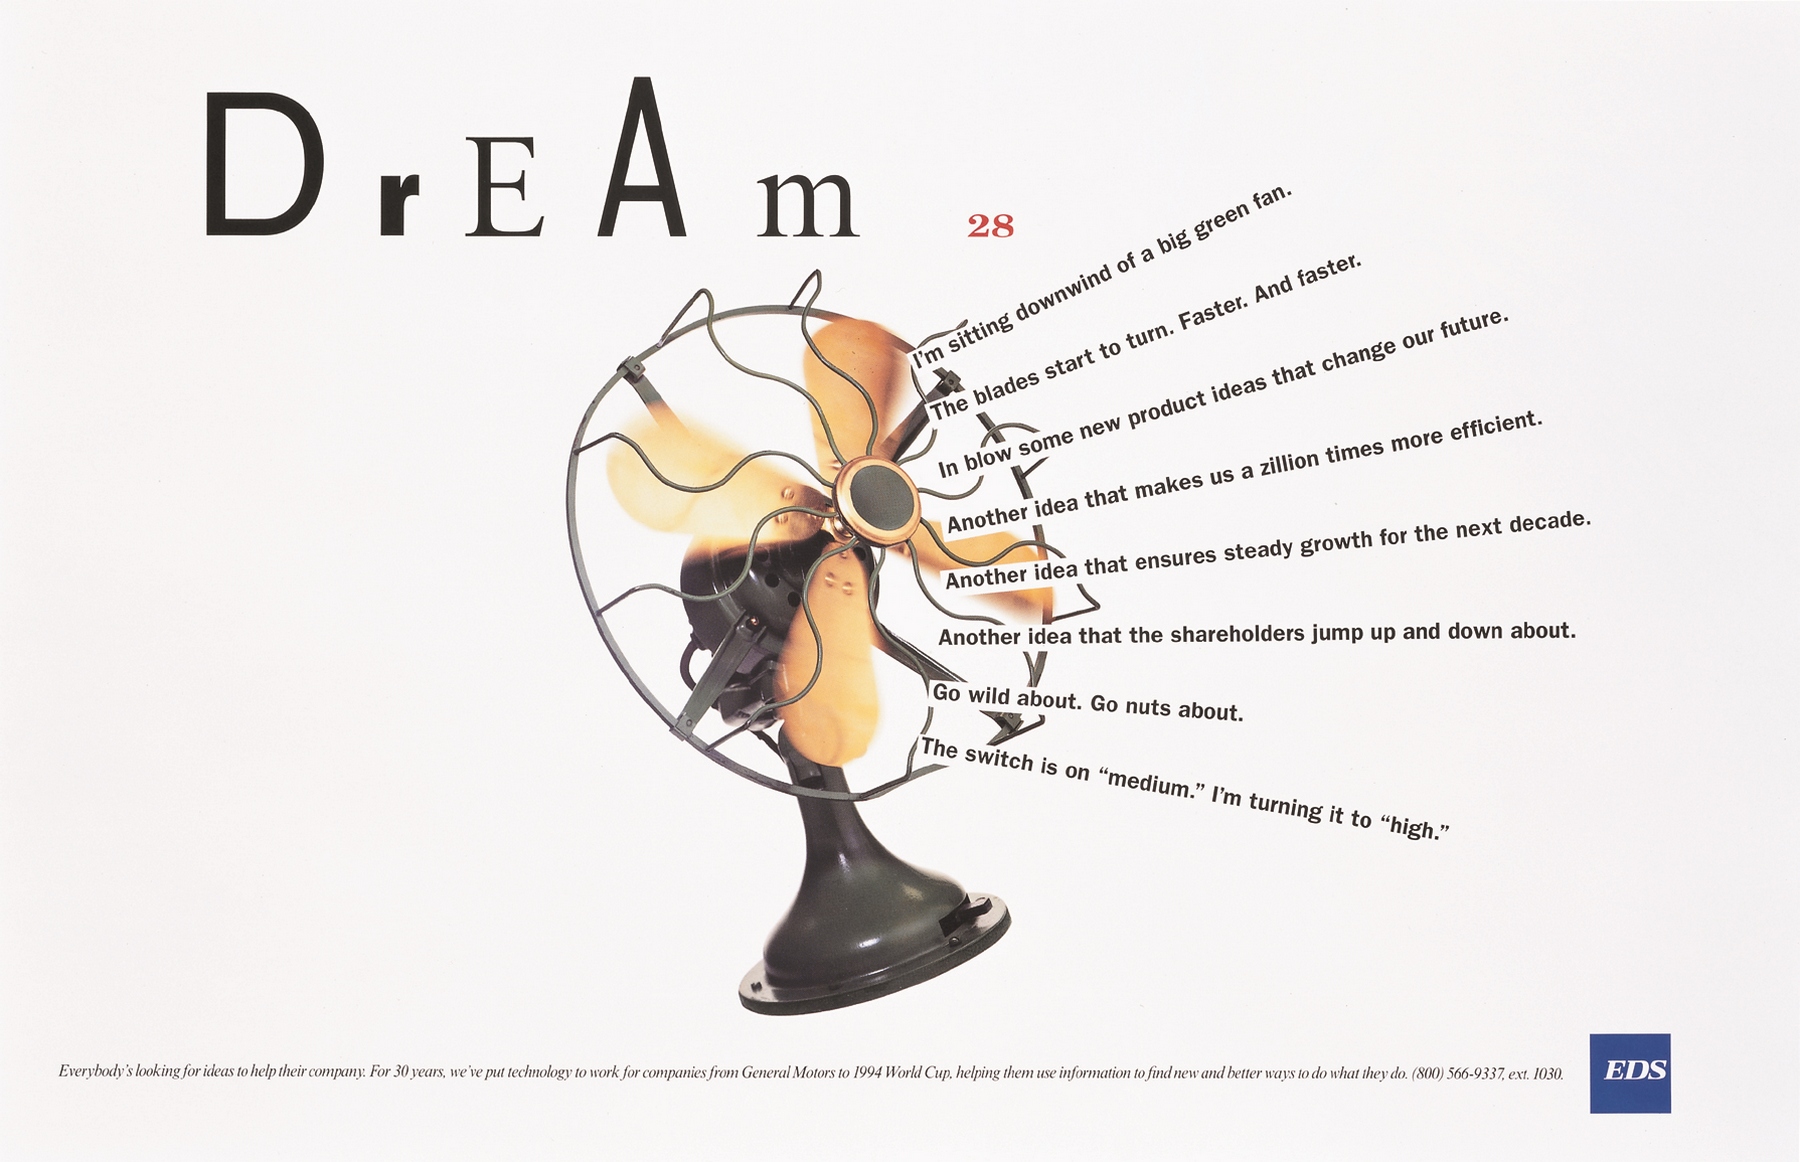 DrEAm 28
I'm sitting downwind of a big green fan.
The blades start to turn. Faster. And faster.
In blow some new product ideas that change our future.
Another idea that makes us a zillion times more efficient.
Another idea that ensures steady growth for the next decade.
Another idea that the shareholders jump up and down about.
Go wild about. Go nuts about.
The switch is on “medium.” I'm turning it to “high.”
Everybody's looking for ideas to help their company. For 30 years, we've put technology to work for companies from General Motors to 1994 World Cup, helping them use information to find new and better ways to do what they do. (800) 566-9337, ext. 1030.
EDS